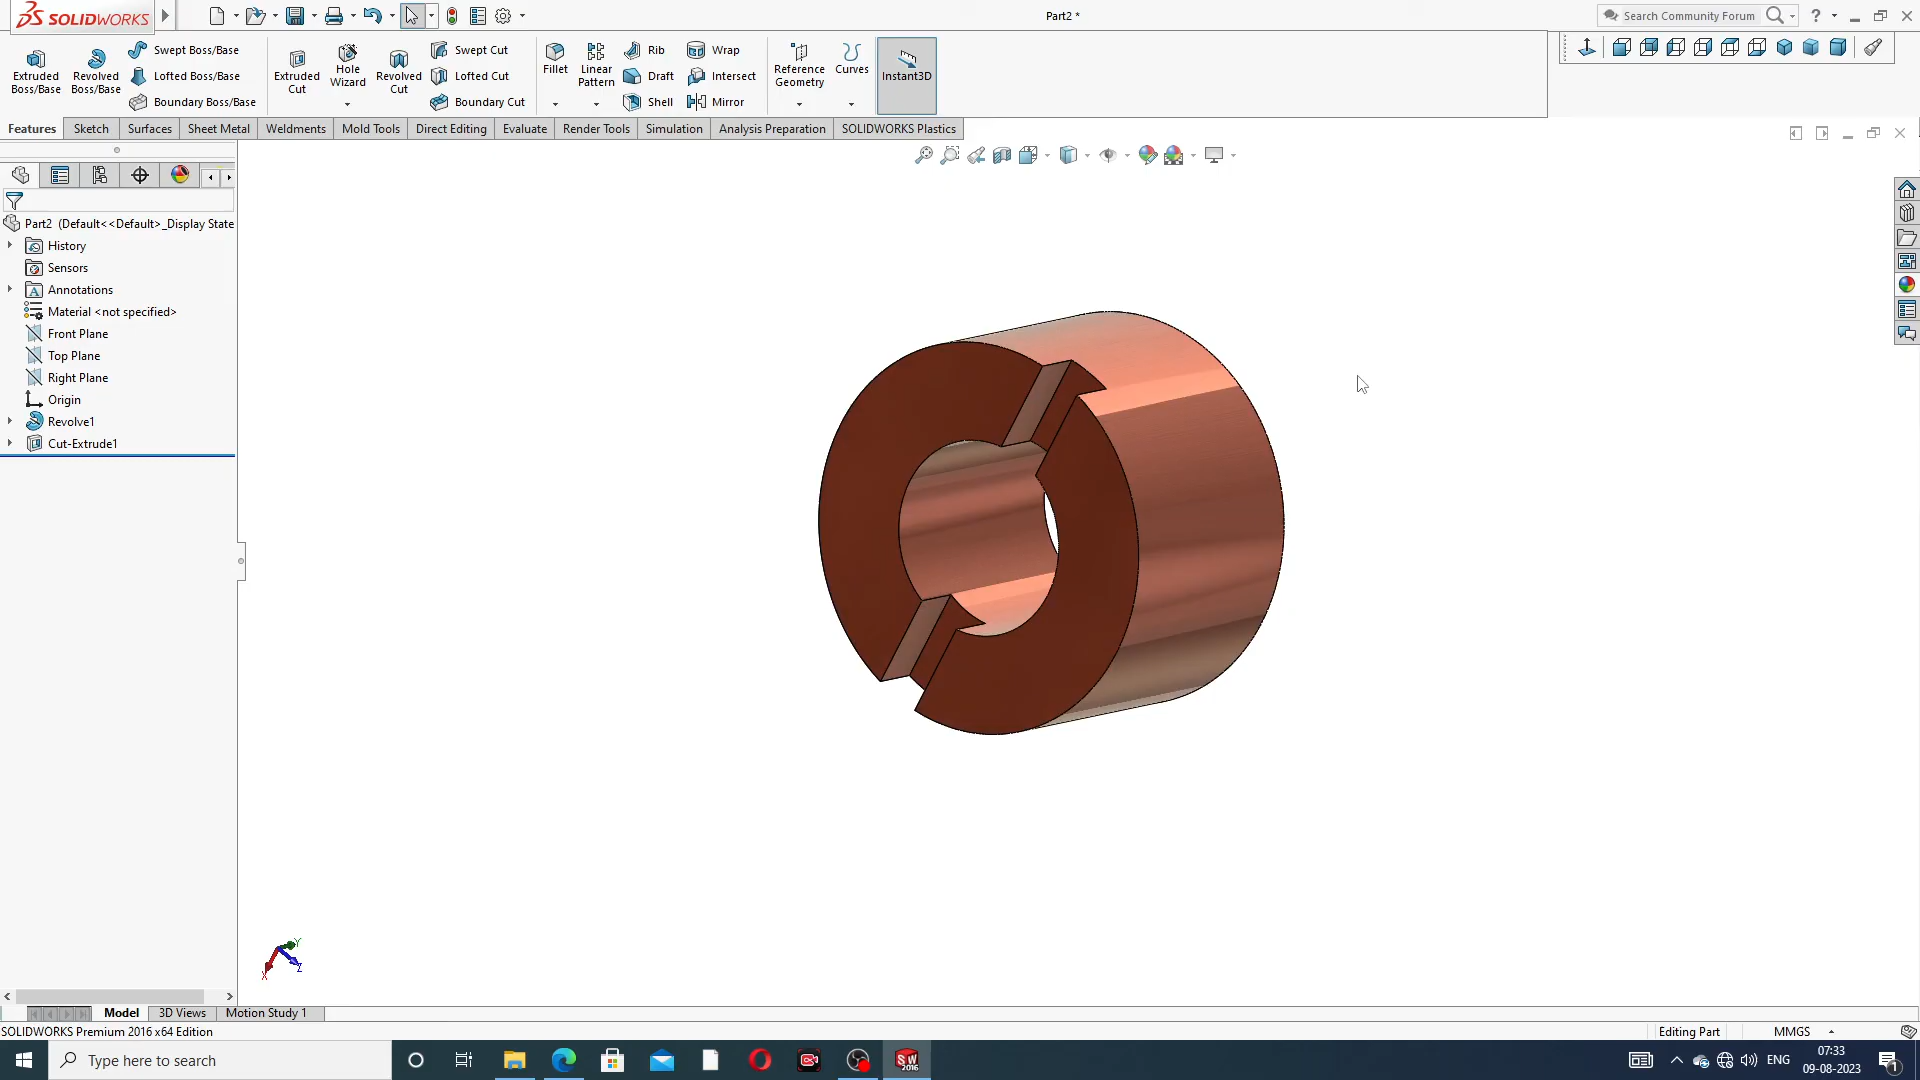 SOLIDWORKS
Part2 *
Search Community Forum
?
Extruded Boss/Base
Revolved Boss/Base
Swept Boss/Base
Lofted Boss/Base
Boundary Boss/Base
Extruded Cut
Hole Wizard
Revolved Cut
Swept Cut
Lofted Cut
Boundary Cut
Fillet
Linear Pattern
Rib
Draft
Shell
Wrap
Intersect
Mirror
Reference Geometry
Curves
Instant3D
Features
Sketch
Surfaces
Sheet Metal
Weldments
Mold Tools
Direct Editing
Evaluate
Render Tools
Simulation
Analysis Preparation
SOLIDWORKS Plastics
Part2 (Default<<Default>_Display State
History
Sensors
Annotations
Material <not specified>
Front Plane
Top Plane
Right Plane
Origin
Revolve1
Cut-Extrude1
Y
X
Z
Model
3D Views
Motion Study 1
SOLIDWORKS Premium 2016 x64 Edition
Editing Part
MMGS
Type here to search
SW
2016
ENG
07:33
09-08-2023
1